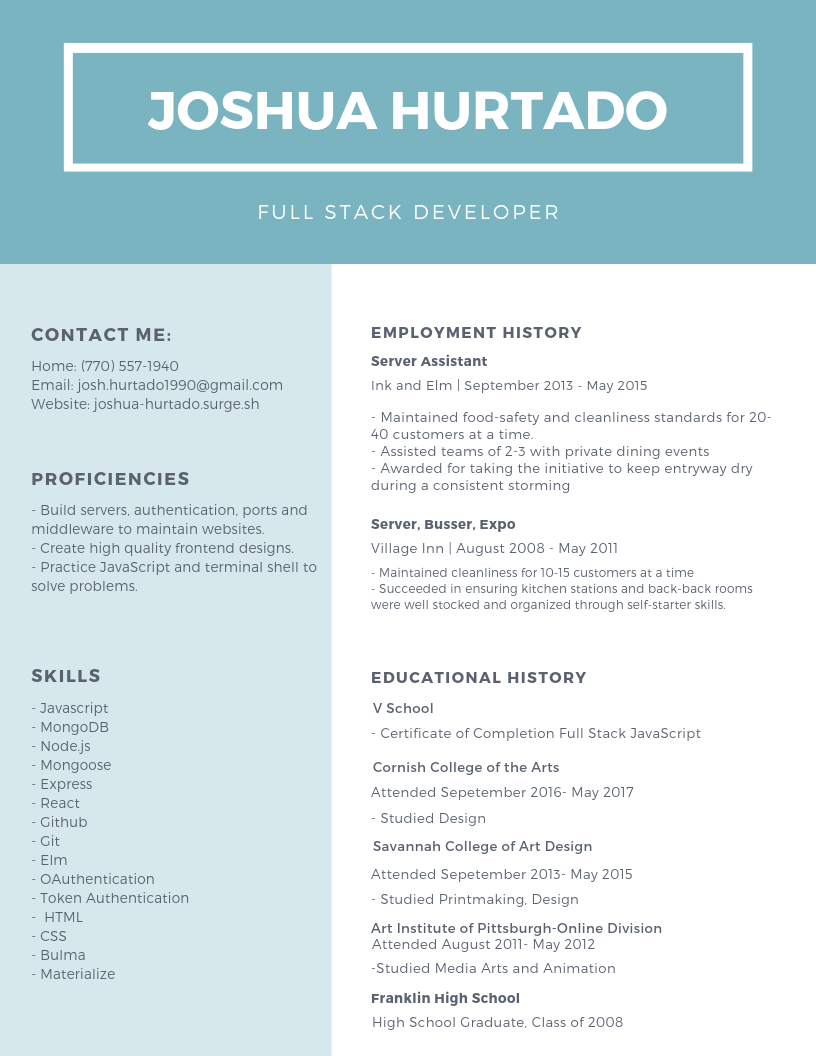 JOSHUA HURTADO
FULL STACK DEVELOPER
CONTACT ME:
Home: (770) 557-1940
Email: josh.hurtado1990@gmail.com
Website: joshua-hurtado.surge.sh
PROFICIENCIES
- Build servers, authentication, ports and
middleware to maintain websites.
- Create high quality frontend designs.
- Practice JavaScript and terminal shell to
solve problems.
SKILLS
- Javascript
- MongoDB
- Node.js
- Mongoose
- Express
- React
- Github
- Git
- Elm
- OAuthentication
- Token Authentication
-  HTML
- CSS
- Bulma
- Materialize
EMPLOYMENT HISTORY
Server Assistant
Ink and Elm | September 2013 - May 2015
- Maintained food-safety and cleanliness standards for 20-
40 customers at a time.
- Assisted teams of 2-3 with private dining events
- Awarded for taking the initiative to keep entryway dry
during a consistent storming
Server, Busser, Expo
Village Inn | August 2008 - May 2011
- Maintained cleanliness for 10-15 customers at a time
- Succeeded in ensuring kitchen stations and back-back rooms
were well stocked and organized through self-starter skills.
EDUCATIONAL HISTORY
V School
- Certificate of Completion Full Stack JavaScript
Cornish College of the Arts
Attended Sepetember 2016- May 2017
- Studied Design
Savannah College of Art Design
Attended Sepetember 2013- May 2015
- Studied Printmaking, Design
Art Institute of Pittsburgh-Online Division
Attended August 2011- May 2012
-Studied Media Arts and Animation
Franklin High School
High School Graduate, Class of 2008